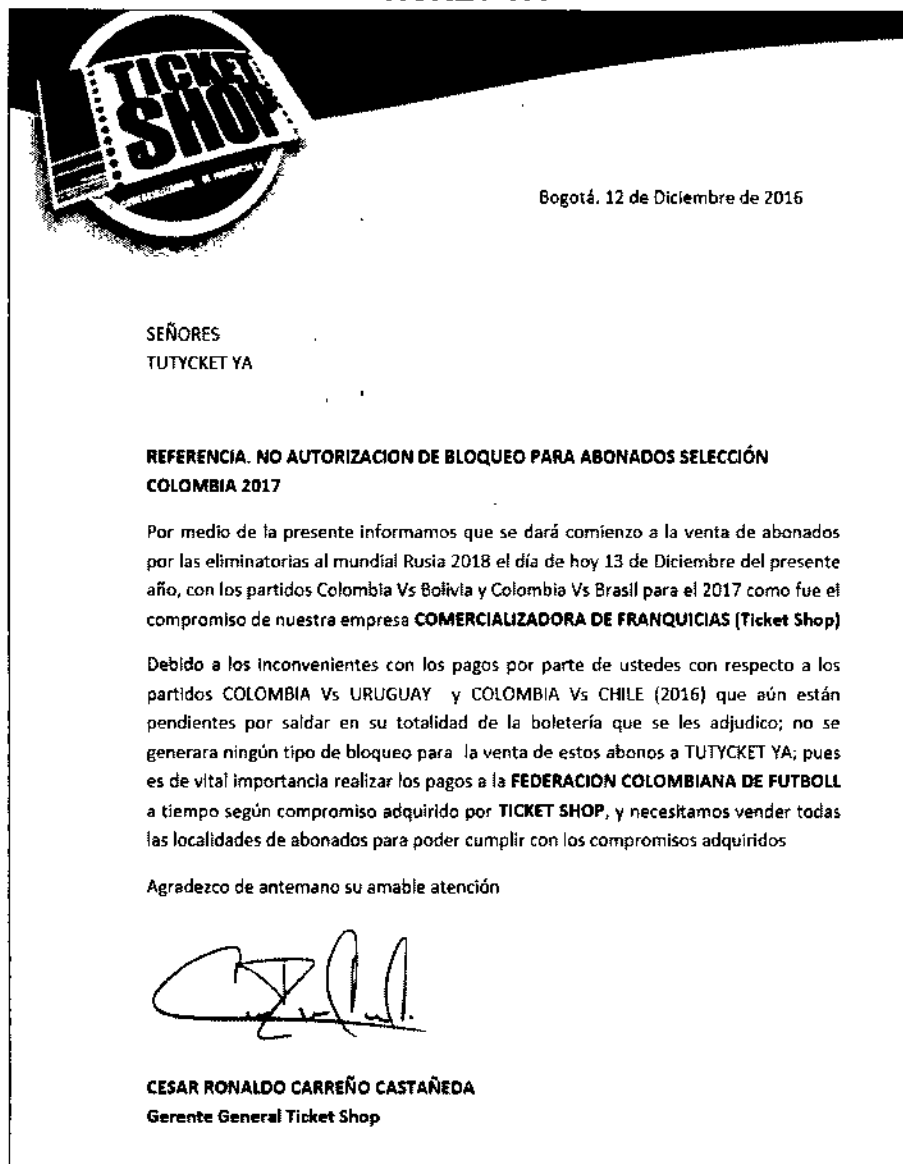 TICKET
SHOP
Bogotá, 12 de Diciembre de 2016
SEÑORES
TUTYCKET YA
REFERENCIA. NO AUTORIZACION DE BLOQUEO PARA ABONADOS SELECCIÓN
COLOMBIA 2017
Por medio de la presente informamos que se dará comienzo a la venta de abonados
por las eliminatorias al mundial Rusia 2018 el día de hoy 13 de Diciembre del presente
año, con los partidos Colombia Vs Bolivia y Colombia Vs Brasil para el 2017 como fue el
compromiso de nuestra empresa COMERCIALIZADORA DE FRANQUICIAS (Ticket Shop)
Debido a los inconvenientes con los pagos por parte de ustedes con respecto a los
partidos COLOMBIA Vs URUGUAY y COLOMBIA Vs CHILE (2016) que aún están
pendientes por saldar en su totalidad de la boletería que se les adjudico; no se
generara ningún tipo de bloqueo para la venta de estos abonos a TUTYCKET YA; pues
es de vital importancia realizar los pagos a la FEDERACION COLOMBIANA DE FUTBOLL
a tiempo según compromiso adquirido por TICKET SHOP, y necesitamos vender todas
las localidades de abonados para poder cumplir con los compromisos adquiridos
Agradezco de antemano su amable atención
CESAR RONALDO CARREÑO CASTAÑEDA
Gerente General Ticket Shop